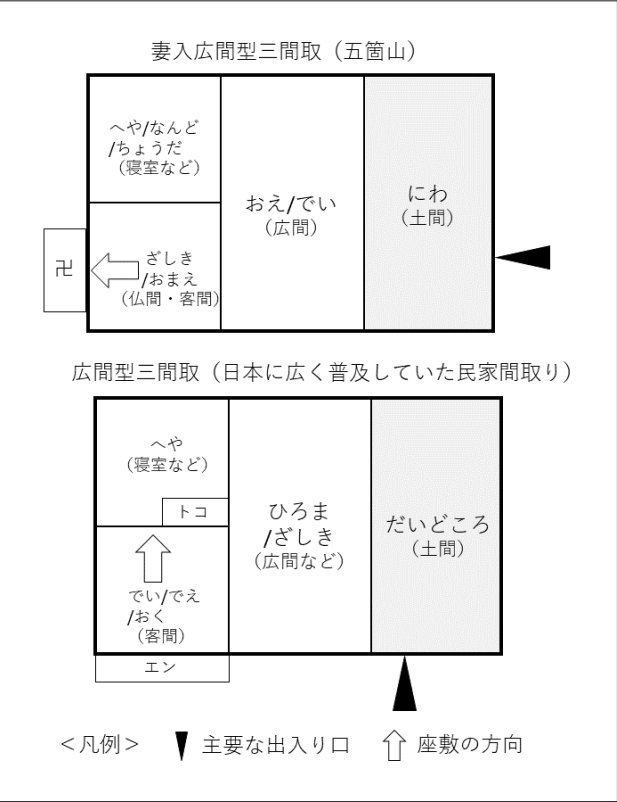 妻入広間型三間取（五箇山）
へや/なんど
/ちょうだ
（寝室など）
おえ/でい
（広間）
にわ
（土間）
卍
ざしき
/おまえ
（仏間・客間）
広間型三間取（日本に広く普及していた民家間取り）
へや
（寝室など）
トコ
ひろま
/ざしき
（広間など）
だいどころ
（土間）
でい/でえ
/おく
（客間）
エン
＜凡例＞ 主要な出入り口 座敷の方向